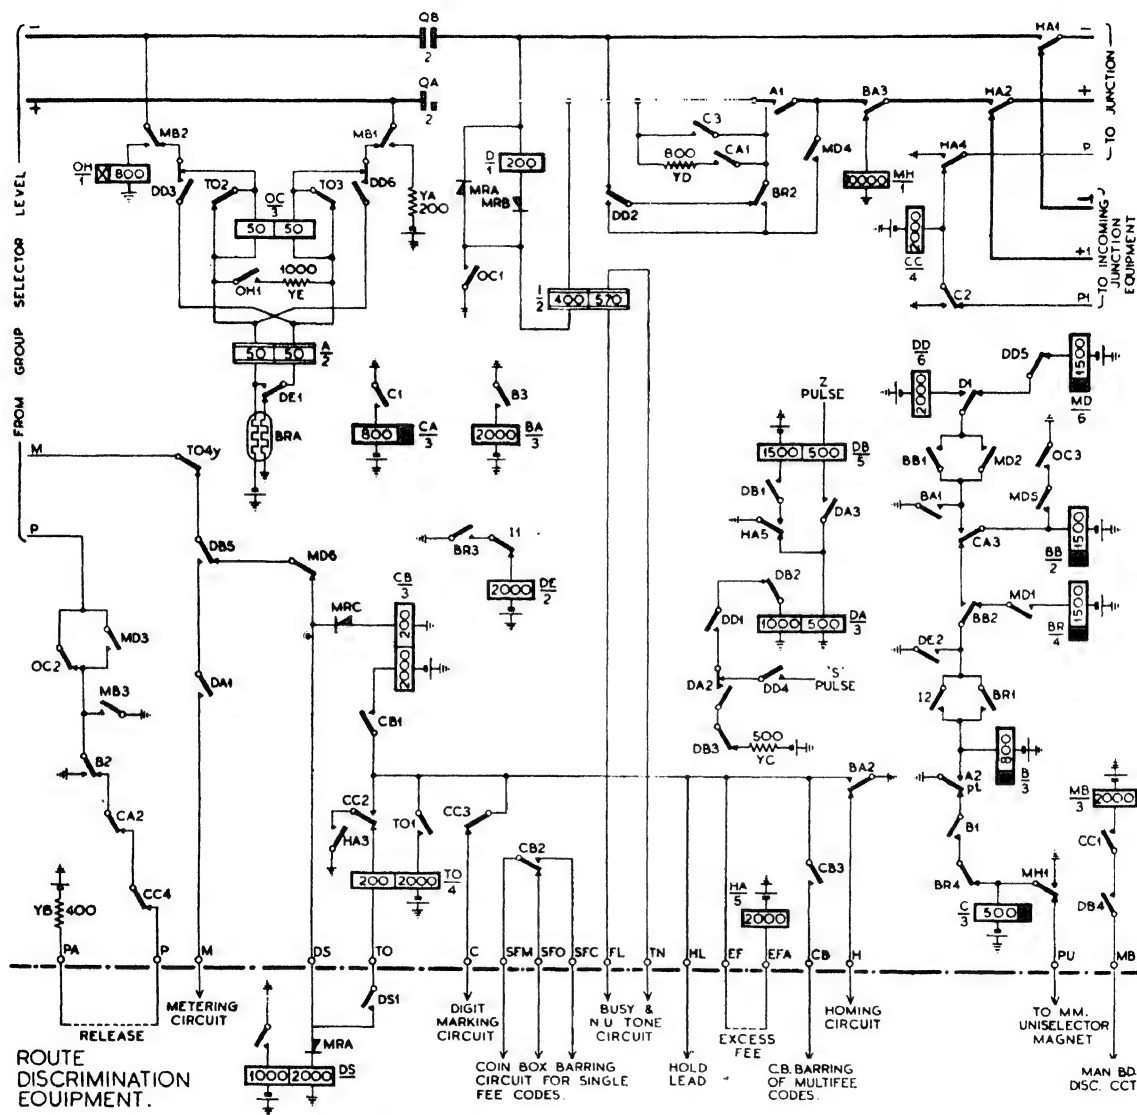 QB
2
QA
2
HA1
-
+
-
+
TO JUNCTION
FROM GROUP SELECTOR LEVEL
MB2
MB1
OH
1
800
DD3
TO2
OC
3
TO3
DD6
50
50
YA
200
1000
YE
OH1
A
2
50
50
DE1
BRA
D
1
200
MRA
MRB
OC1
I
2
400
570
A1
BA3
HA2
C3
CA1
800
YD
MD4
BR2
DD2
MH
1
HA4
P
CC
4
2000
-1
+1
P1
C2
TO INCOMING
JUNCTION
EQUIPMENT
C1
CA
3
800
B3
BA
3
2000
DD
6
2000
D1
DD5
1500
MD
6
Z
PULSE
M
TO4y
P
DB
5
1500
500
DB1
DA3
HA5
BB1
MD2
OC3
BA1
MD5
CA3
1500
BB
2
DB5
MD6
BR3
I1
2000
DE
2
CB
3
200
2000
MRC
DB2
DD1
1000
500
DA
3
BB2
MD1
1500
BR
4
DE2
OC2
MD3
DA1
MB3
'S'
PULSE
DA2
DD4
DB3
500
YC
I2
BR1
CB1
B2
BA2
A2
pt.
800
B
3
CC2
TO1
CC3
HA3
CB2
CA2
B1
MB
3
2000
CC1
CB3
200
2000
TO
4
HA
5
2000
BR4
MH1
DB4
C
3
500
CC4
YB
400
PA
P
M
DS
TO
C
SFM
SFO
SFC
FL
TN
HL
EF
EFA
CB
H
PU
MB
RELEASE
METERING
CIRCUIT
DS1
DIGIT
MARKING
CIRCUIT
BUSY &
N.U TONE
CIRCUIT
HOLD
LEAD
EXCESS
FEE
HOMING
CIRCUIT
TO M.M.
UNISELECTOR
MAGNET
MRA
1000
2000
DS
COIN BOX BARRING
CIRCUIT FOR SINGLE
FEE CODES.
C.B. BARRING
OF MULTIFEE
CODES.
MAN BD.
DISC. CCT
ROUTE
DISCRIMINATION
EQUIPMENT.